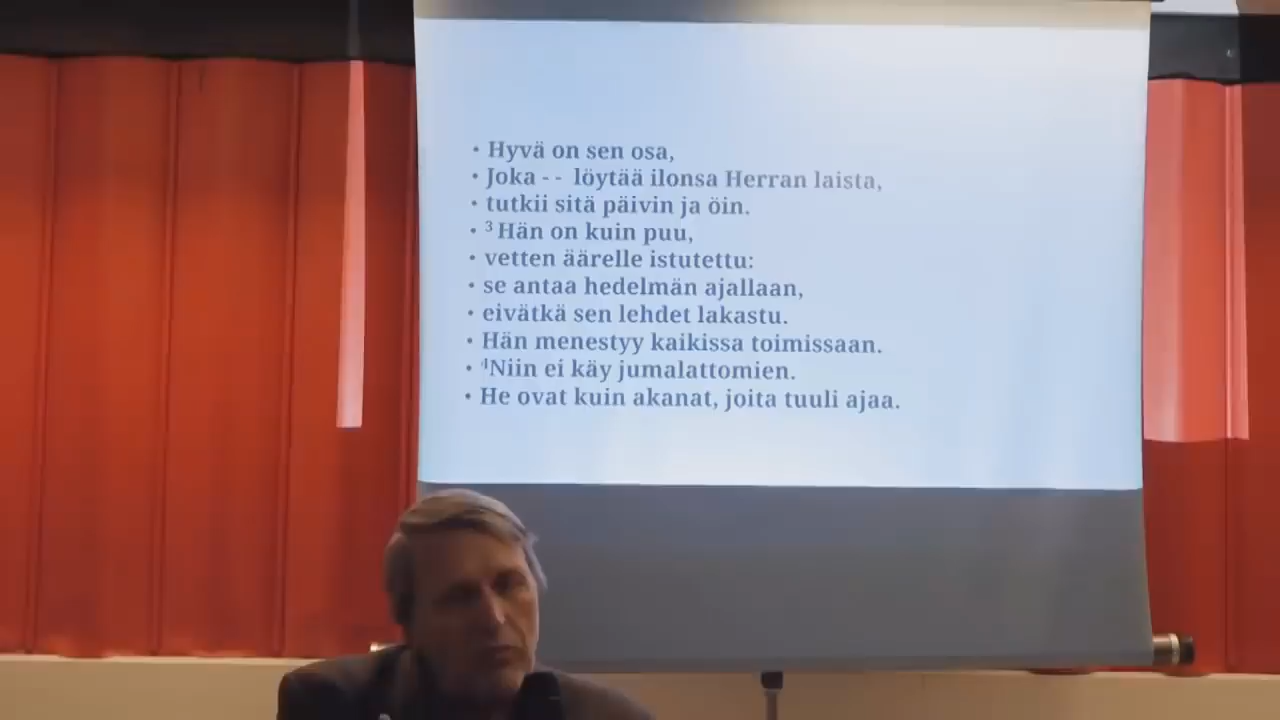 • Hyvä on sen osa,
• Joka - -  löytää ilonsa Herran laista,
• tutkii sitä päivin ja öin.
• ³ Hän on kuin puu,
• vetten äärelle istutettu:
• se antaa hedelmän ajallaan,
• eivätkä sen lehdet lakastu.
• Hän menestyy kaikissa toimissaan.
• ⁴Niin ei käy jumalattomien.
• He ovat kuin akanat, joita tuuli ajaa.